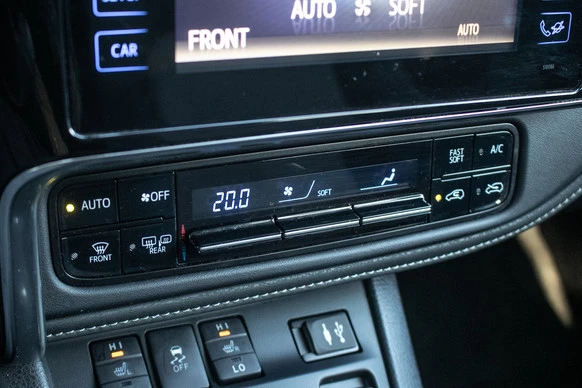 AUTO SOFT
FRONT AUTO
CAR
AUTO
OFF
20.0
SOFT
FAST SOFT
A/C
FRONT
REAR
HI
OFF
HI
LO